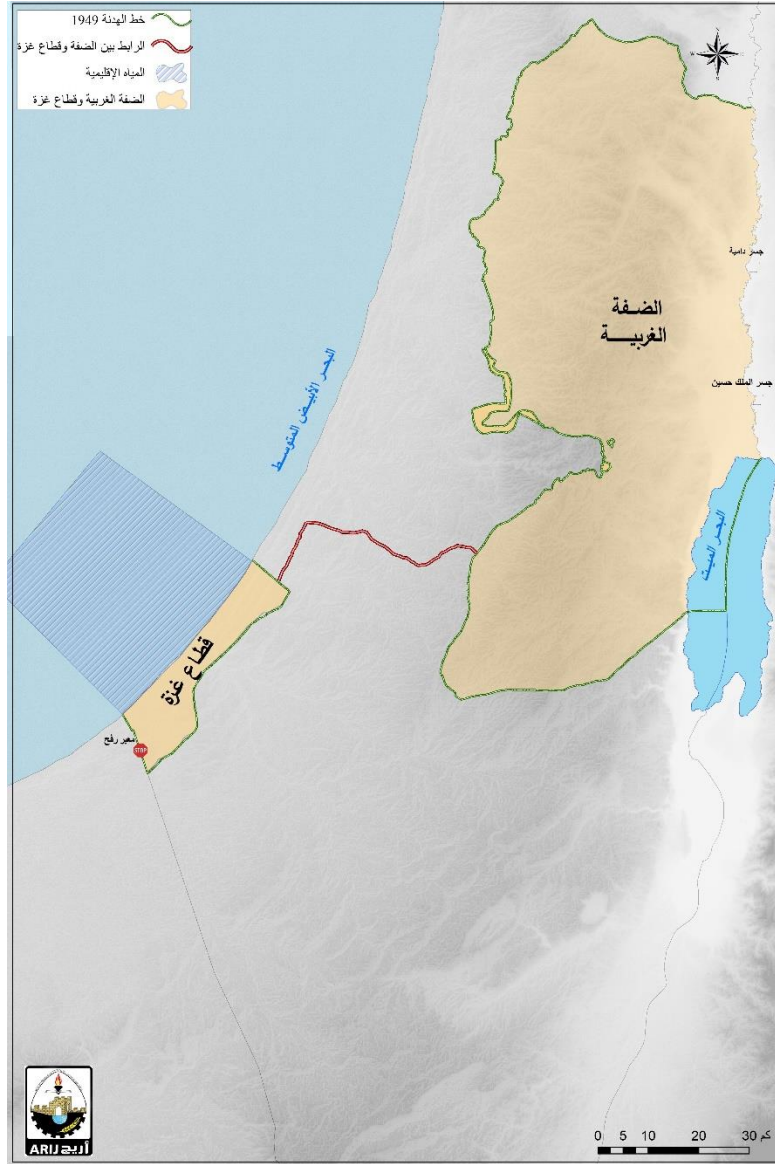 خط الهدنة 1949
الرابط بين الضفة وقطاع غزة
المياه الإقليمية
الضفة الغربية وقطاع غزة
N
W
E
S
جسر دامية
الضفة
الغربيــة
جسر الملك حسين
البحر الأبيض المتوسط
البحر الميت
قطاع غزة
معبر رفح
STOP
كم
0 5 10 20 30
أريج ARIJ